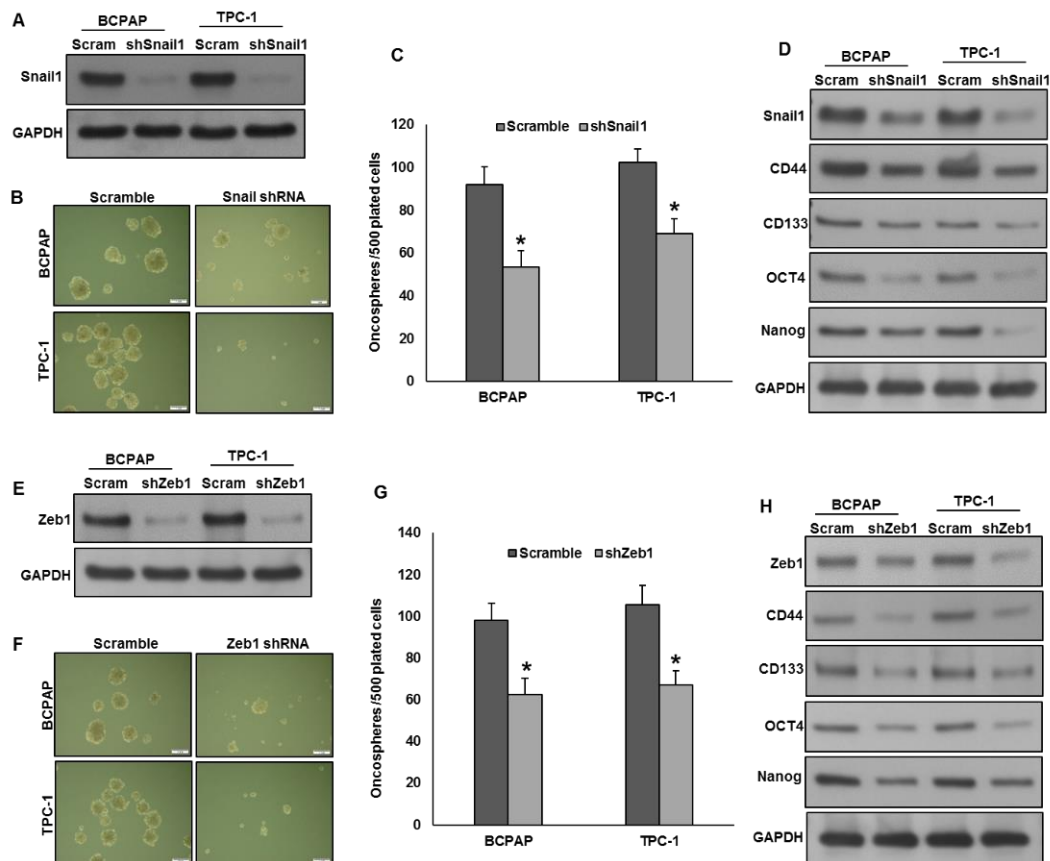 A
BCPAP TPC-1
Scram shSnail1 Scram shSnail1
Snail1
GAPDH
B
Scramble Snail shRNA
BCPAP
TPC-1
C
Oncospheres /500 plated cells
120
100
80
60
40
20
0
Scramble shSnail1
*
*
BCPAP TPC-1
D
BCPAP TPC-1
Scram shSnail1 Scram shSnail1
Snail1
CD44
CD133
OCT4
Nanog
GAPDH
E
BCPAP TPC-1
Scram shZeb1 Scram shZeb1
Zeb1
GAPDH
F
Scramble Zeb1 shRNA
BCPAP
TPC-1
G
Oncospheres /500 plated cells
140
120
100
80
60
40
20
0
Scramble shZeb1
*
*
BCPAP TPC-1
H
BCPAP TPC-1
Scram shZeb1 Scram shZeb1
Zeb1
CD44
CD133
OCT4
Nanog
GAPDH